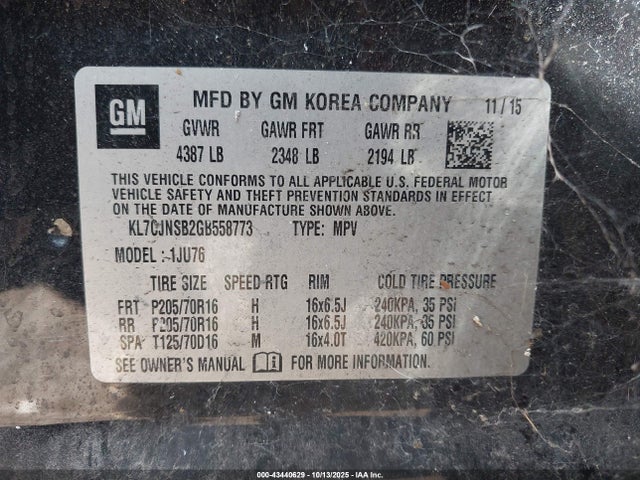 GM
MFD BY GM KOREA COMPANY 11/15
GVWR GAWR FRT GAWR RR
4387 LB 2348 LB 2194 LB
THIS VEHICLE CONFORMS TO ALL APPLICABLE U.S. FEDERAL MOTOR
VEHICLE SAFETY AND THEFT PREVENTION STANDARDS IN EFFECT
ON THE DATE OF MANUFACTURE SHOWN ABOVE.
KL7CJNSB2GB558773 TYPE: MPV
MODEL: 1JU76
TIRE SIZE SPEED RTG RIM COLD TIRE PRESSURE
FRT P205/70R16 H 16x6.5J 240KPA, 35 PSI
RR P205/70R16 H 16x6.5J 240KPA, 35 PSI
SPA T125/70D16 M 16x4.0T 420KPA, 60 PSI
SEE OWNER'S MANUAL FOR MORE INFORMATION
000-43440629 - 10/13/2025 - IAAI, Inc.